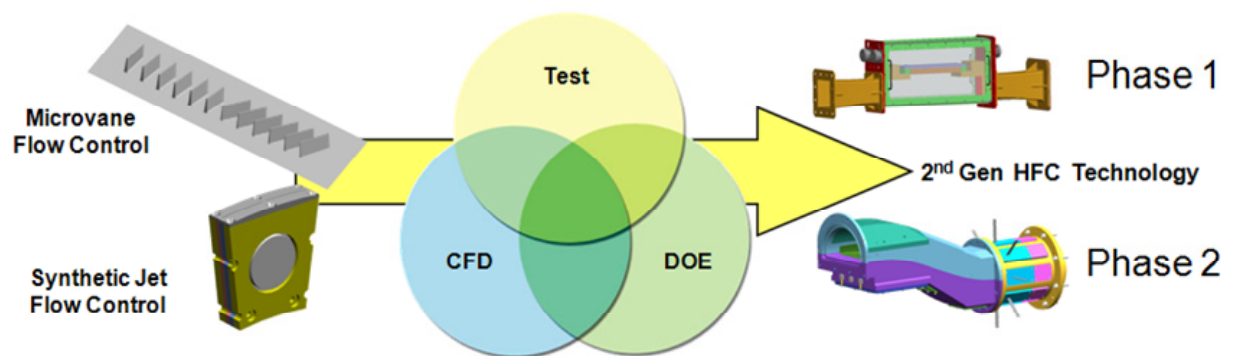 Microvane
Flow Control
Synthetic Jet
Flow Control
Test
CFD
DOE
Phase 1
2nd Gen HFC Technology
Phase 2